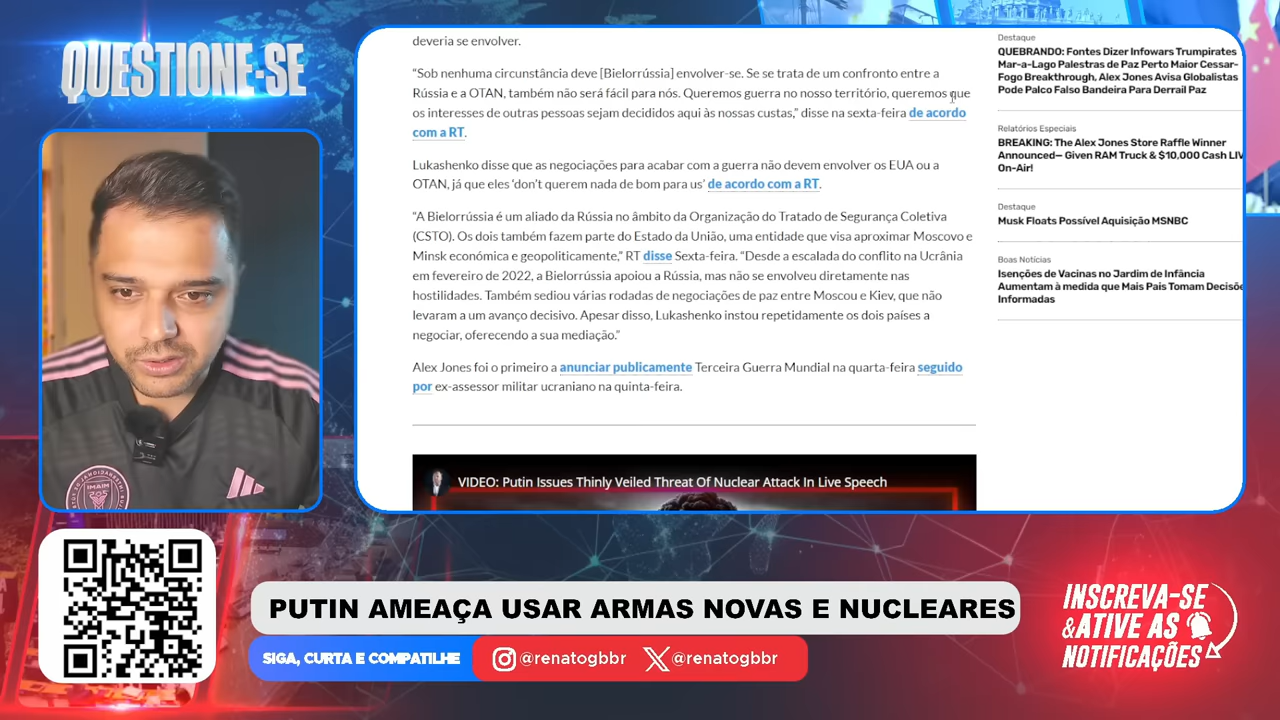 QUESTIONE-SE
deveria se envolver.
“Sob nenhuma circunstância deve [Bielorrússia] envolver-se. Se se trata de um confronto entre a
Rússia e a OTAN, também não será fácil para nós. Queremos guerra no nosso território, queremos que
os interesses de outras pessoas sejam decididos aqui às nossas custas,” disse na sexta-feira de acordo
com a RT.
Lukashenko disse que as negociações para acabar com a guerra não devem envolver os EUA ou a
OTAN, já que eles ‘don’t querem nada de bom para us’ de acordo com a RT.
“A Bielorrússia é um aliado da Rússia no âmbito da Organização do Tratado de Segurança Coletiva
(CSTO). Os dois também fazem parte do Estado da União, uma entidade que visa aproximar Moscovo e
Minsk económica e geopoliticamente,” RT disse Sexta-feira. “Desde a escalada do conflito na Ucrânia
em fevereiro de 2022, a Bielorrússia apoiou a Rússia, mas não se envolveu diretamente nas
hostilidades. Também sediou várias rodadas de negociações de paz entre Moscou e Kiev, que não
levaram a um avanço decisivo. Apesar disso, Lukashenko instou repetidamente os dois países a
negociar, oferecendo a sua mediação.“
Alex Jones foi o primeiro a anunciar publicamente Terceira Guerra Mundial na quarta-feira seguido
por ex-assessor militar ucraniano na quinta-feira.
VIDEO: Putin Issues Thinly Veiled Threat Of Nuclear Attack In Live Speech
Destaque
QUEBRANDO: Fontes Dizer Infowars Trumpirates
Mar-a-Lago Palestras de Paz Perto Maior Cessar-
Fogo Breakthrough, Alex Jones Avisa Globalistas
Pode Palco Falso Bandeira Para Derrail Paz
Relatórios Especiais
BREAKING: The Alex Jones Store Raffle Winner
Announced— Given RAM Truck & $10,000 Cash LIV
On-Air!
Destaque
Musk Floats Possível Aquisição MSNBC
Boas Notícias
Isenções de Vacinas no Jardim de Infância
Aumentam à medida que Mais Pais Tomam Decisõe
Informadas
PUTIN AMEAÇA USAR ARMAS NOVAS E NUCLEARES
SIGA, CURTA E COMPATILHE
@renatogbbr
@renatogbbr
INSCREVA-SE
&ATIVE AS
NOTIFICAÇÕES